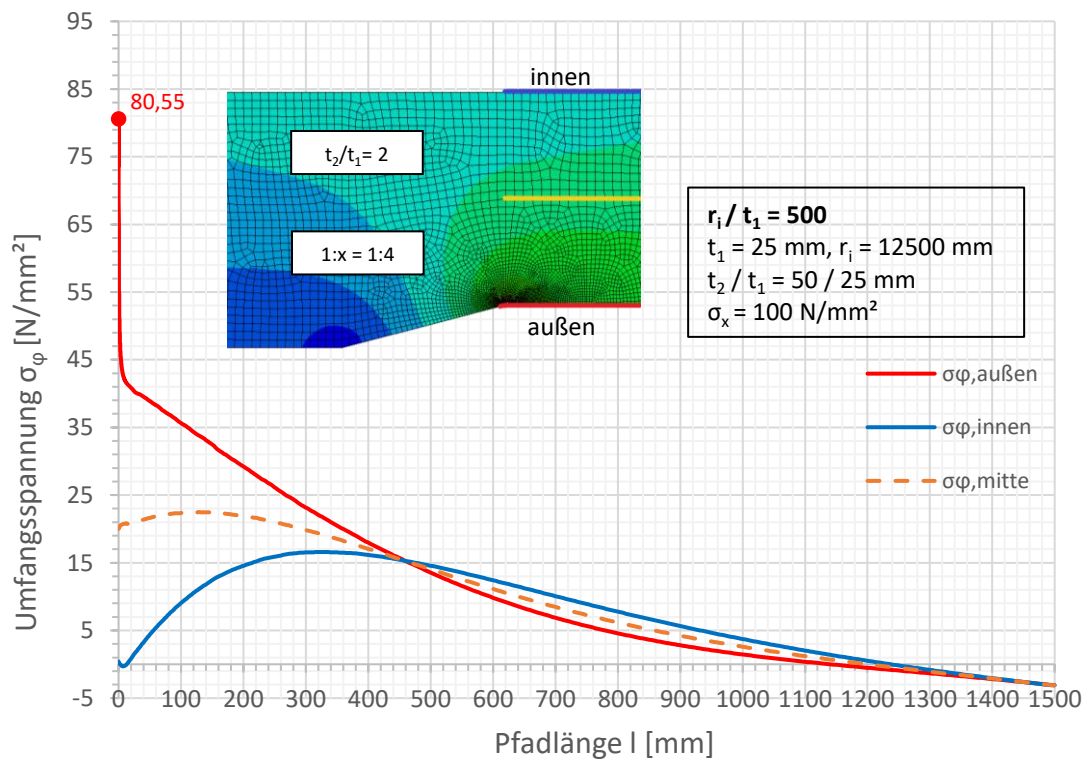 95
85
75
65
55
45
35
25
15
5
-5
Umfangsspannung σφ [N/mm²]
80,55
innen
t2/t1= 2
1:x = 1:4
außen
ri / t1 = 500
t1 = 25 mm, ri = 12500 mm
t2 / t1 = 50 / 25 mm
σx = 100 N/mm²
σφ,außen
σφ,innen
σφ,mitte
0 100 200 300 400 500 600 700 800 900 1000 1100 1200 1300 1400 1500
Pfadlänge l [mm]